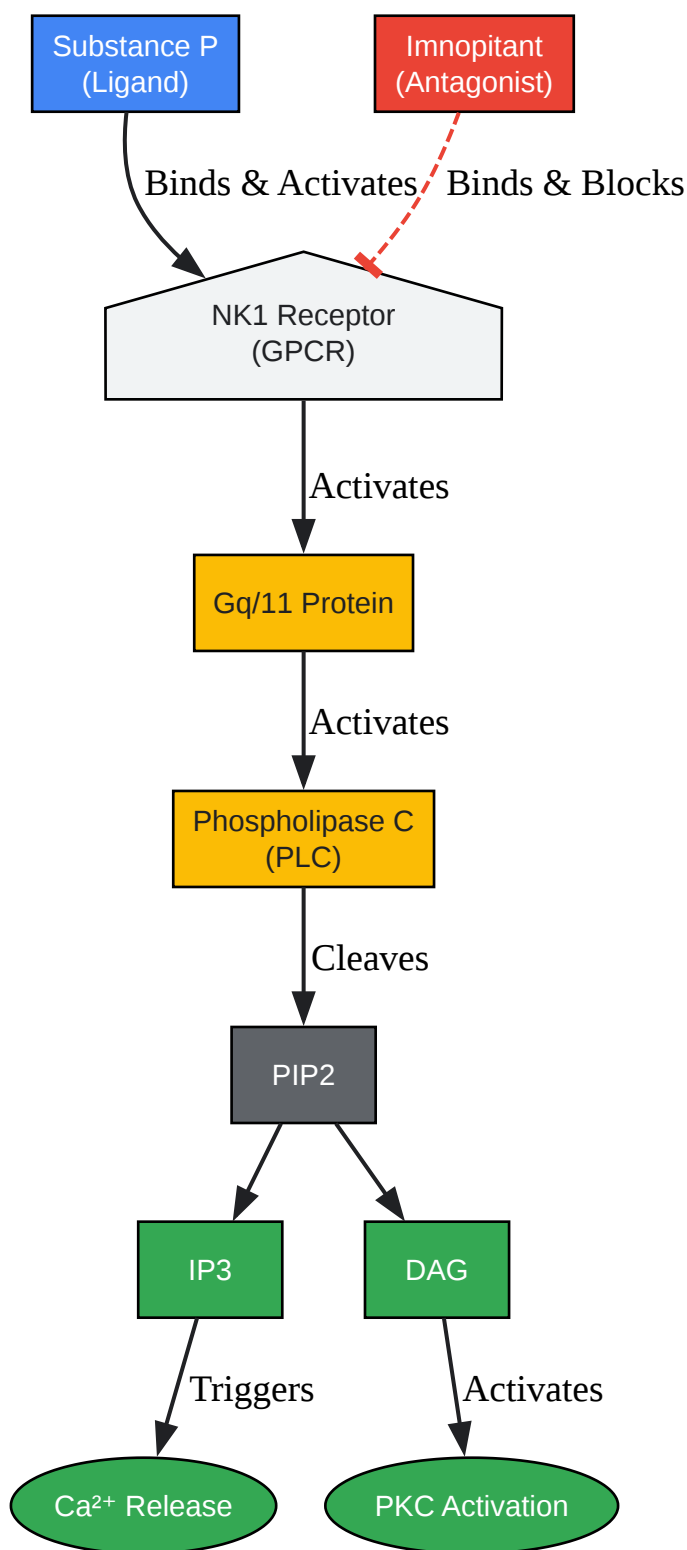 Substance P
(Ligand)
Imnopitant
(Antagonist)
Binds & Activates
Binds & Blocks
NK1 Receptor
(GPCR)
Activates
Gq/11 Protein
Activates
Phospholipase C
(PLC)
Cleaves
PIP2
IP3
DAG
Triggers
Activates
Ca²⁺ Release
PKC Activation